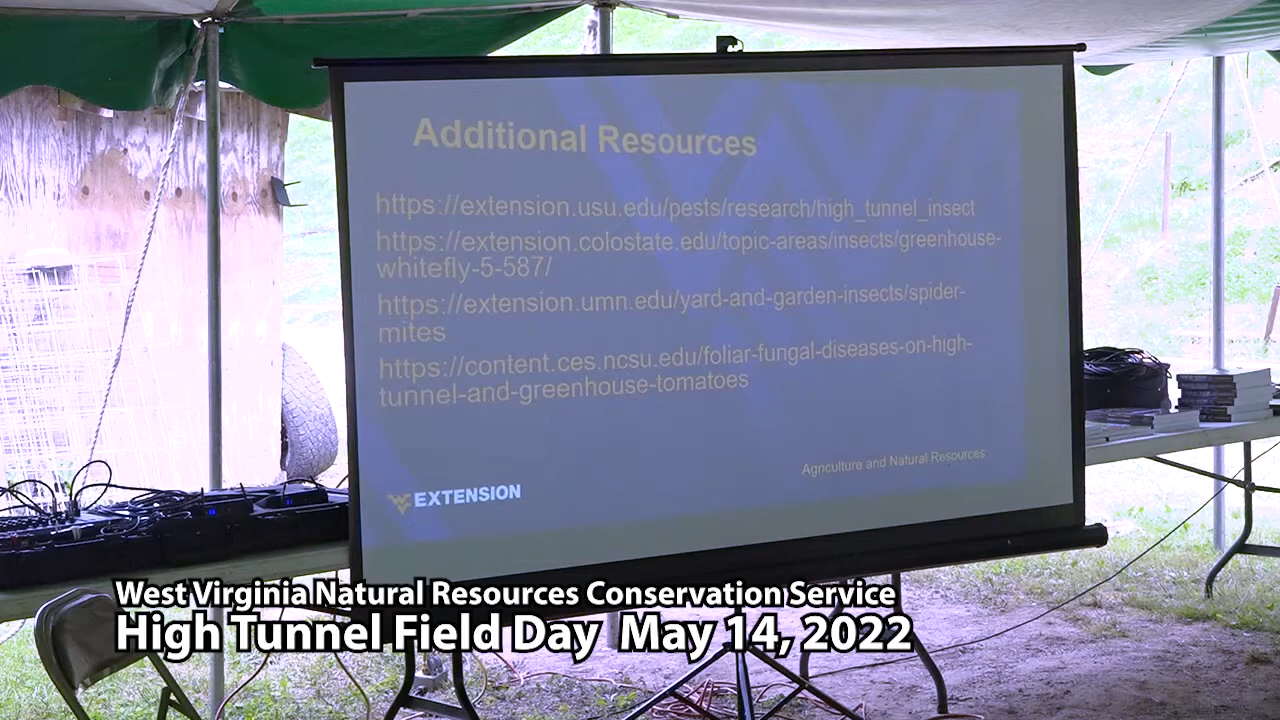 Additional Resources
https://extension.usu.edu/pests/research/high_tunnel_insect
https://extension.colostate.edu/topic-areas/insects/greenhouse-
whitefly-5-587/
https://extension.umn.edu/yard-and-garden-insects/spider-
mites
https://content.ces.ncsu.edu/foliar-fungal-diseases-on-high-
tunnel-and-greenhouse-tomatoes
Agriculture and Natural Resources
EXTENSION
West Virginia Natural Resources Conservation Service
High Tunnel Field Day May 14, 2022